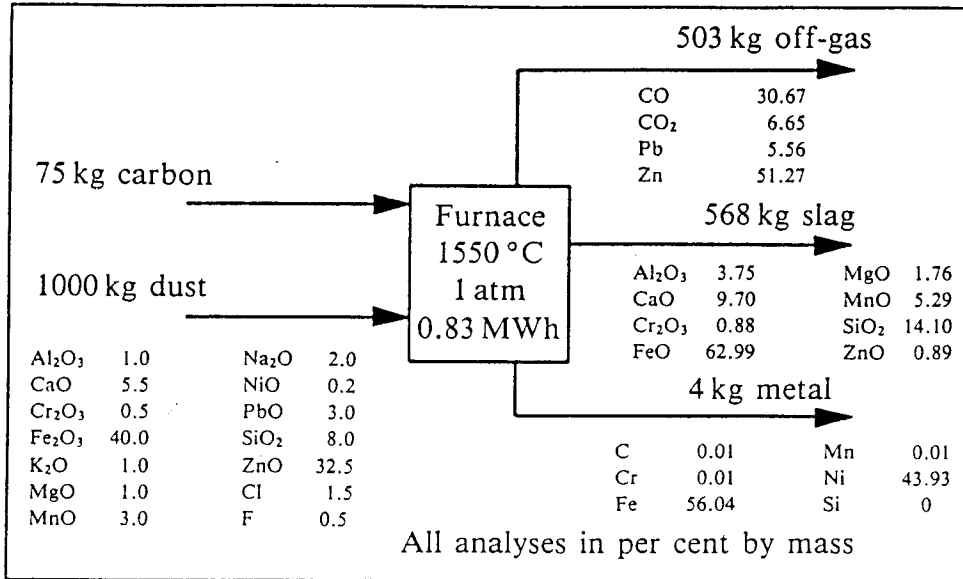 503 kg off-gas
CO 30.67
CO₂ 6.65
Pb 5.56
Zn 51.27
75 kg carbon
Furnace
1550 °C
1 atm
0.83 MWh
568 kg slag
Al₂O₃ 3.75 MgO 1.76
CaO 9.70 MnO 5.29
Cr₂O₃ 0.88 SiO₂ 14.10
FeO 62.99 ZnO 0.89
1000 kg dust
Al₂O₃ 1.0 Na₂O 2.0
CaO 5.5 NiO 0.2
Cr₂O₃ 0.5 PbO 3.0
Fe₂O₃ 40.0 SiO₂ 8.0
K₂O 1.0 ZnO 32.5
MgO 1.0 Cl 1.5
MnO 3.0 F 0.5
4 kg metal
C 0.01 Mn 0.01
Cr 0.01 Ni 43.93
Fe 56.04 Si 0
All analyses in per cent by mass